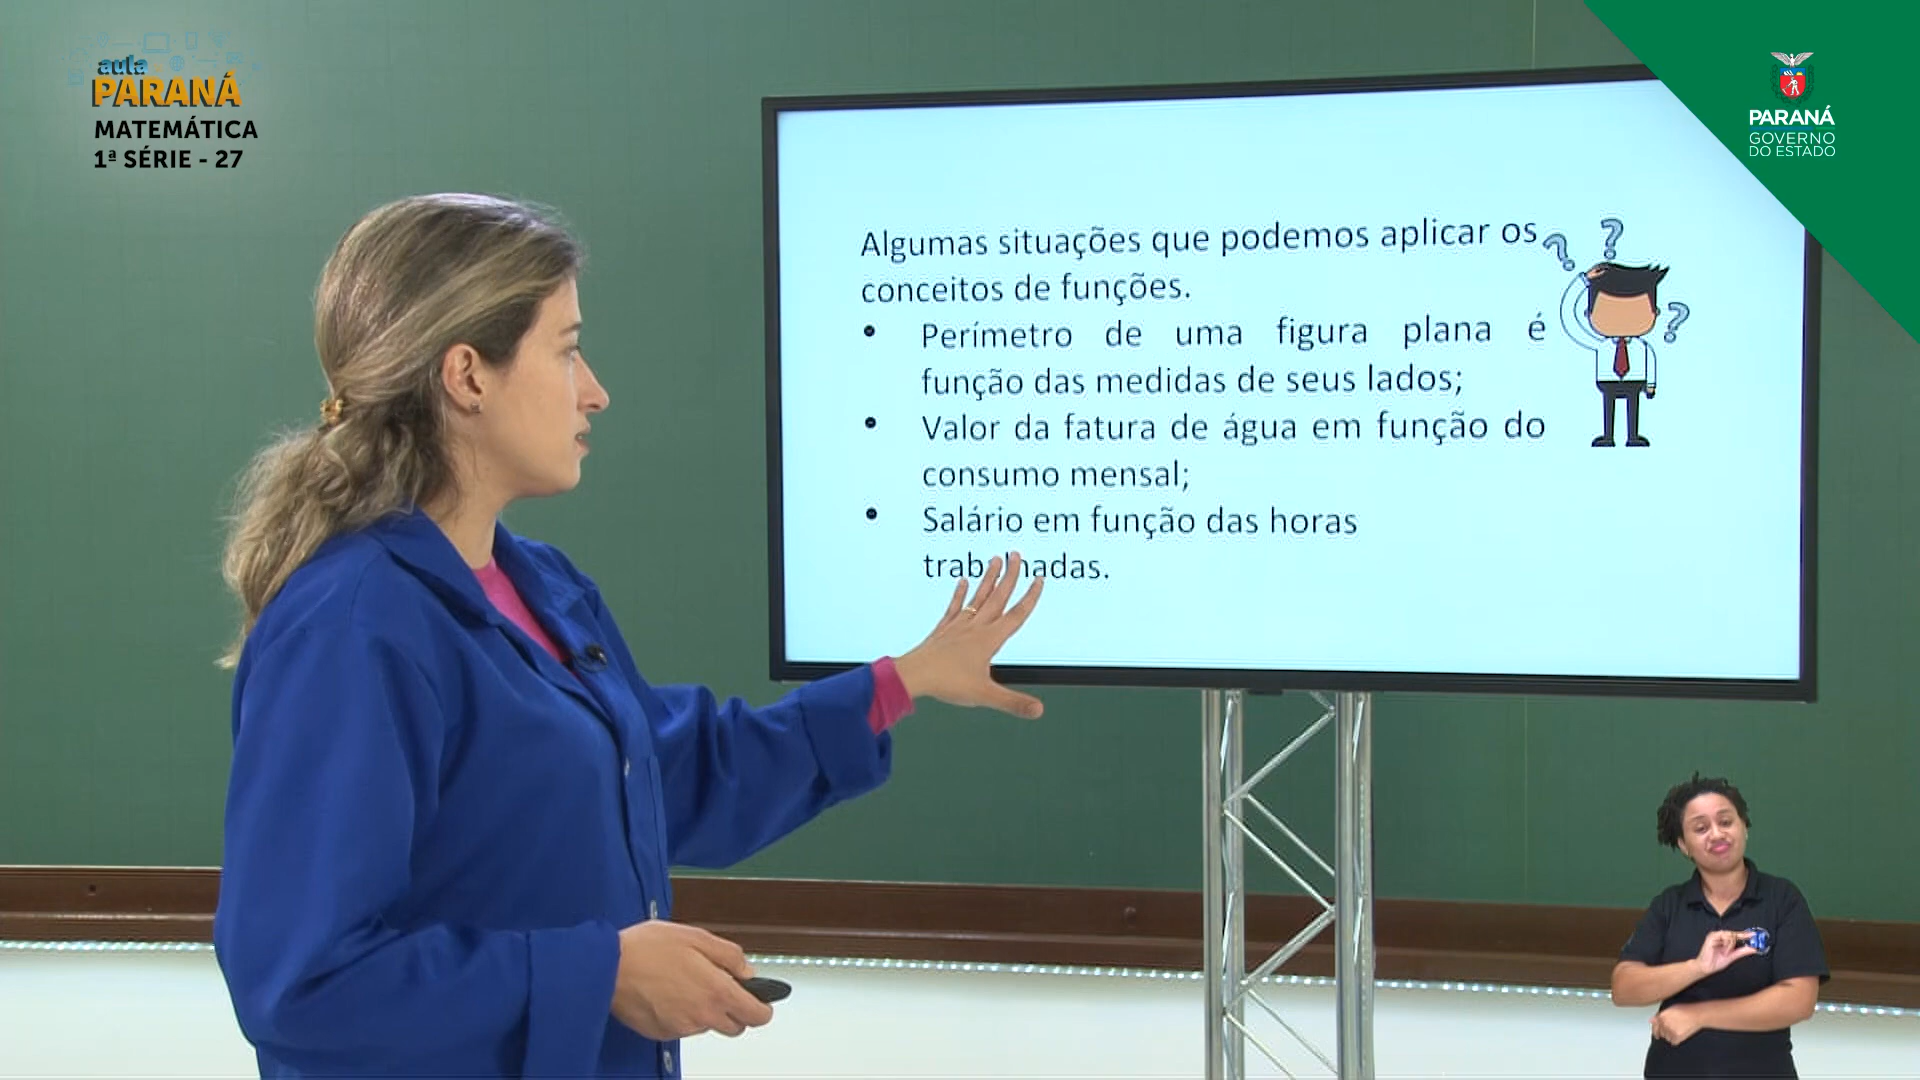 aula
PARANÁ
MATEMÁTICA
1ª SÉRIE - 27
PARANÁ
GOVERNO
DO ESTADO
Algumas situações que podemos aplicar os
conceitos de funções.
• Perímetro de uma figura plana é
função das medidas de seus lados;
• Valor da fatura de água em função do
consumo mensal;
• Salário em função das horas
trabalhadas.
? ? ?